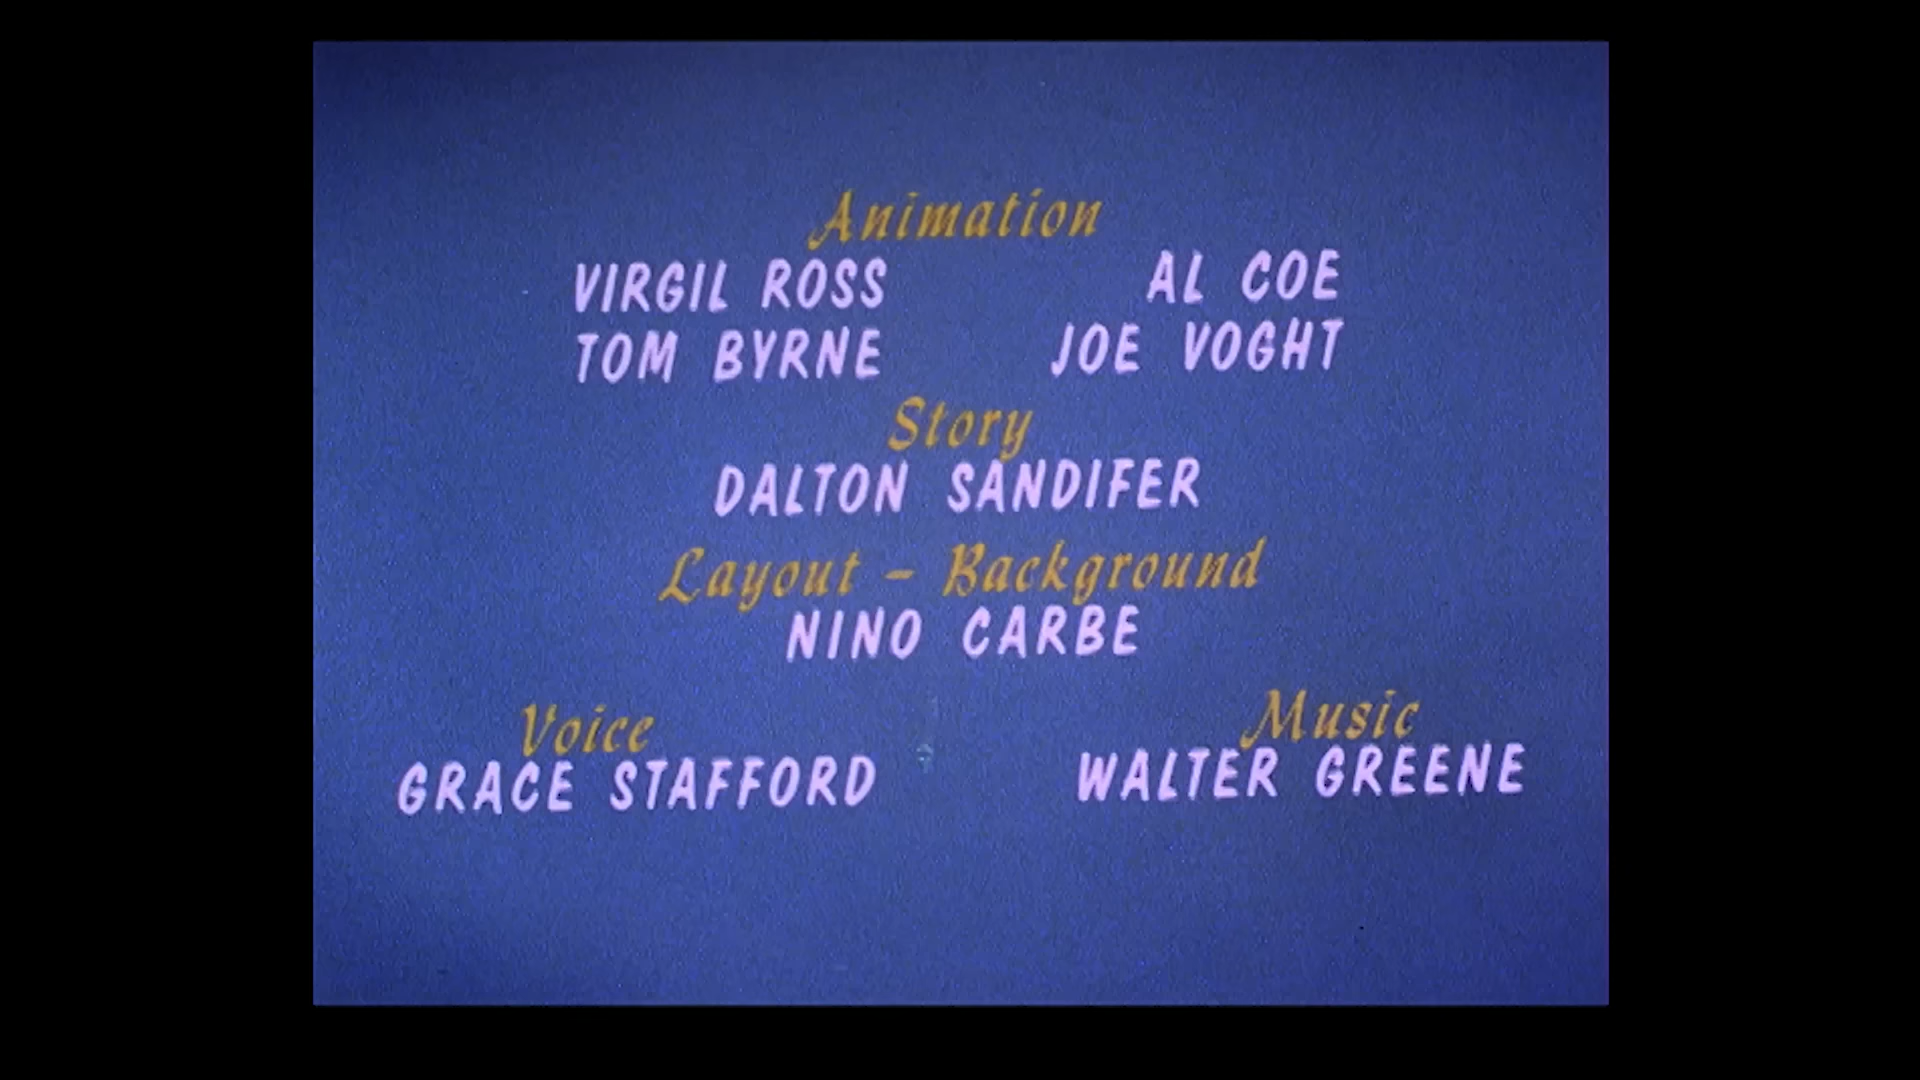 Animation
VIRGIL ROSS AL COE
TOM BYRNE JOE VOGHT
Story
DALTON SANDIFER
Layout - Background
NINO CARBE
Voice Music
GRACE STAFFORD WALTER GREENE